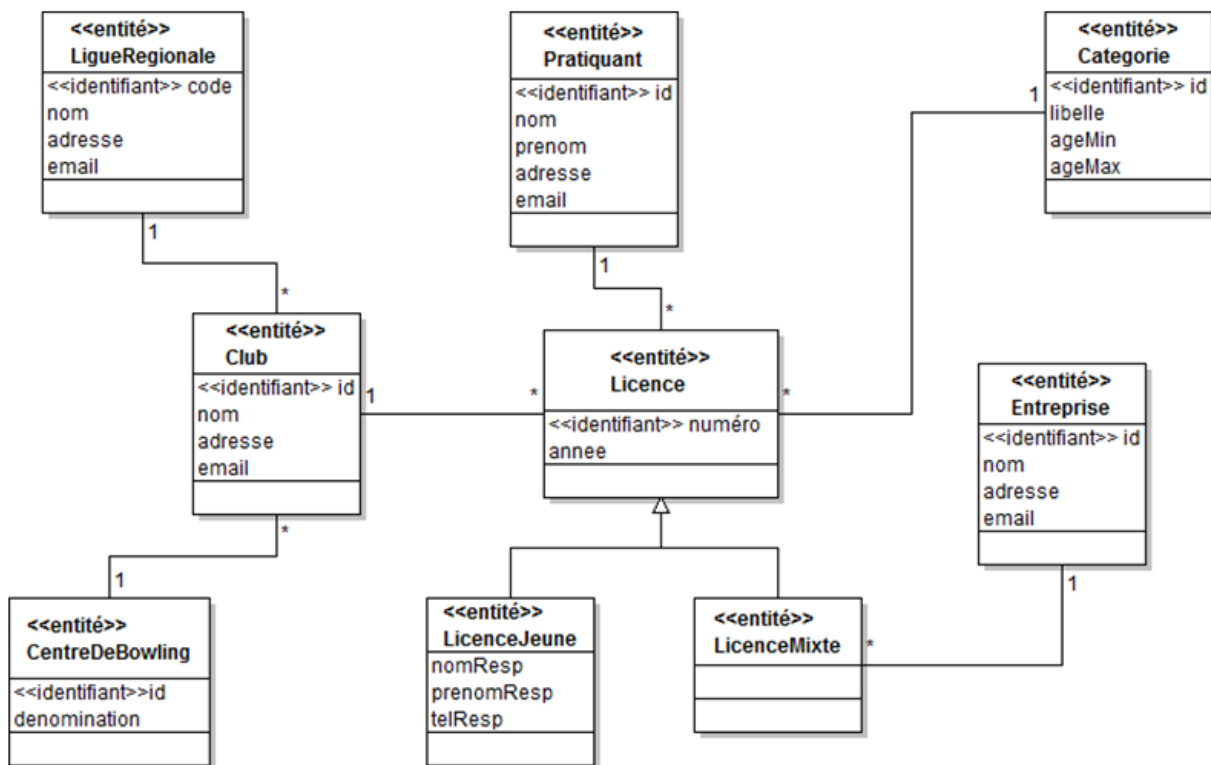 <<entité>>
LigueRegionale
<<identifiant>> code
nom
adresse
email
1
*
<<entité>>
Pratiquant
<<identifiant>> id
nom
prenom
adresse
email
1
*
<<entité>>
Categorie
<<identifiant>> id
libelle
ageMin
ageMax
1
*
<<entité>>
Club
<<identifiant>> id
nom
adresse
email
1
*
*
1
<<entité>>
Licence
<<identifiant>> numéro
annee
<<entité>>
Entreprise
<<identifiant>> id
nom
adresse
email
1
*
<<entité>>
CentreDeBowling
<<identifiant>>id
denomination
<<entité>>
LicenceJeune
nomResp
prenomResp
telResp
<<entité>>
LicenceMixte